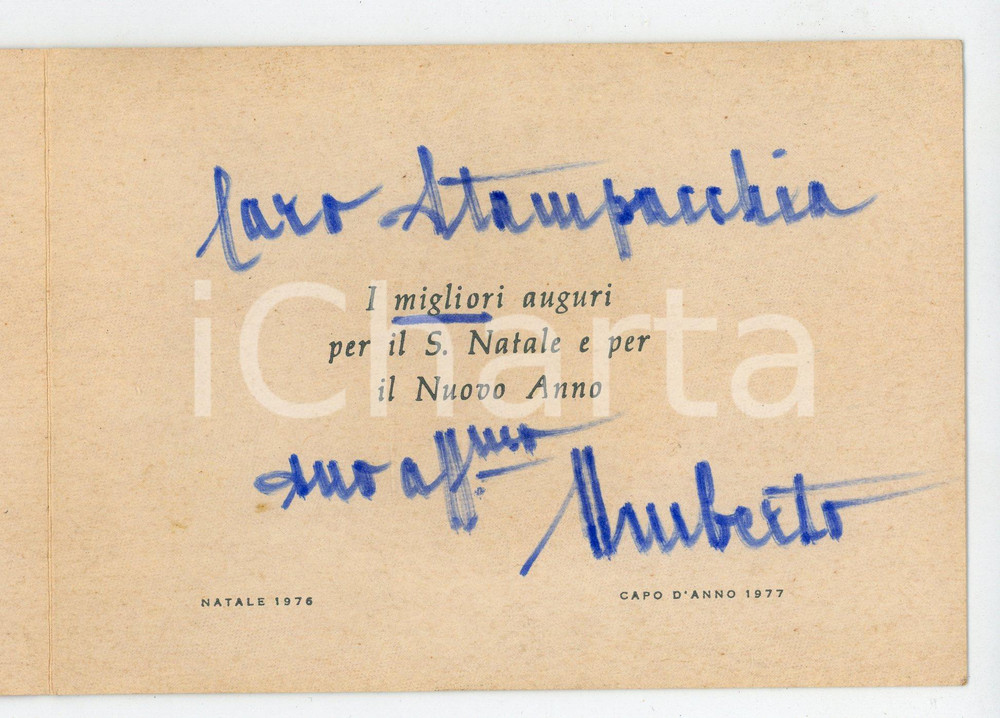 Caro Stampacchia
I migliori auguri
per il S. Natale e per
il Nuovo Anno
suo aff.mo
Umberto
NATALE 1976
CAPO D'ANNO 1977
iCharta